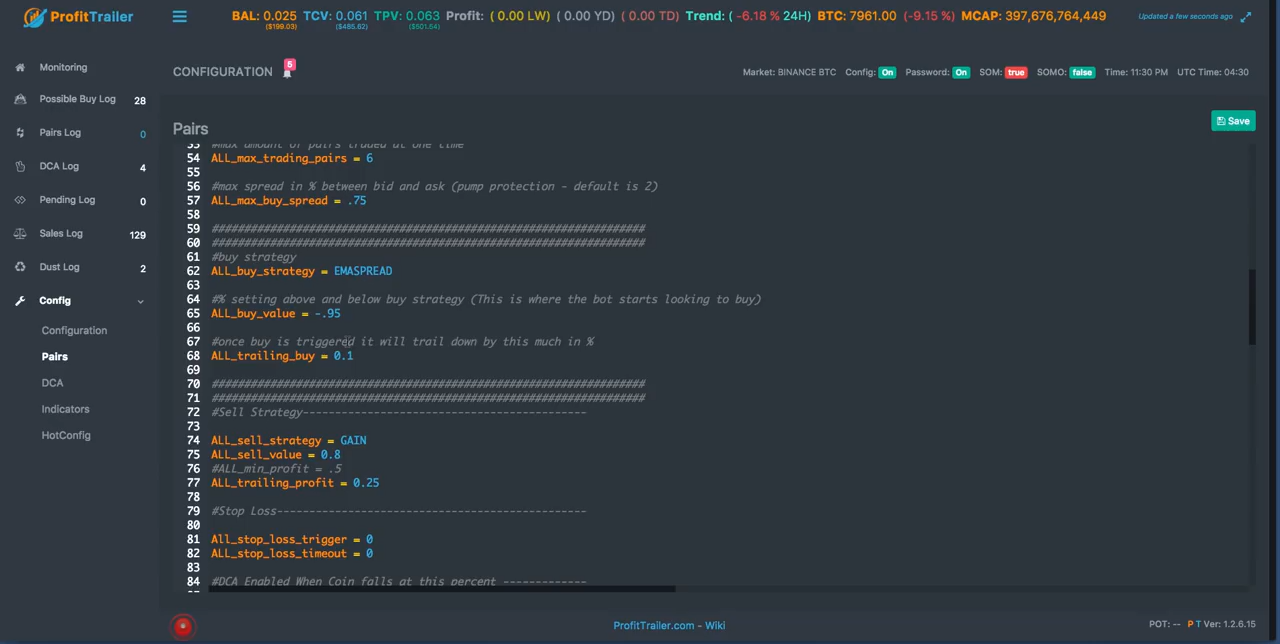 ProfitTrailer
BAL: 0.025 TCV: 0.061 TPV: 0.063 Profit: ( 0.00 LW) ( 0.00 YD) ( 0.00 TD) Trend: ( -6.18 % 24H) BTC: 7961.00 (-9.15 %) MCAP: 397,676,764,449
($199.03) ($485.62) ($501.54)
Updated a few seconds ago
Monitoring
Possible Buy Log 28
Pairs Log 0
DCA Log 4
Pending Log 0
Sales Log 129
Dust Log 2
Config
Configuration
Pairs
DCA
Indicators
HotConfig
CONFIGURATION 5
Market: BINANCE BTC Config: On Password: On SOM: true SOMO: false Time: 11:30 PM UTC Time: 04:30
Pairs
Save
53 #max amount of pairs traded at one time
54 ALL_max_trading_pairs = 6
55
56 #max spread in % between bid and ask (pump protection - default is 2)
57 ALL_max_buy_spread = .75
58
59 ###################################################################
60 ###################################################################
61 #buy strategy
62 ALL_buy_strategy = EMASPREAD
63
64 #% setting above and below buy strategy (This is where the bot starts looking to buy)
65 ALL_buy_value = -.95
66
67 #once buy is triggered it will trail down by this much in %
68 ALL_trailing_buy = 0.1
69
70 ###################################################################
71 ###################################################################
72 #Sell Strategy--------------------------------------------
73
74 ALL_sell_strategy = GAIN
75 ALL_sell_value = 0.8
76 #ALL_min_profit = .5
77 ALL_trailing_profit = 0.25
78
79 #Stop Loss------------------------------------------------
80
81 All_stop_loss_trigger = 0
82 ALL_stop_loss_timeout = 0
83
84 #DCA Enabled When Coin falls at this percent -------------
ProfitTrailer.com - Wiki
POT: -- PT Ver: 1.2.6.15